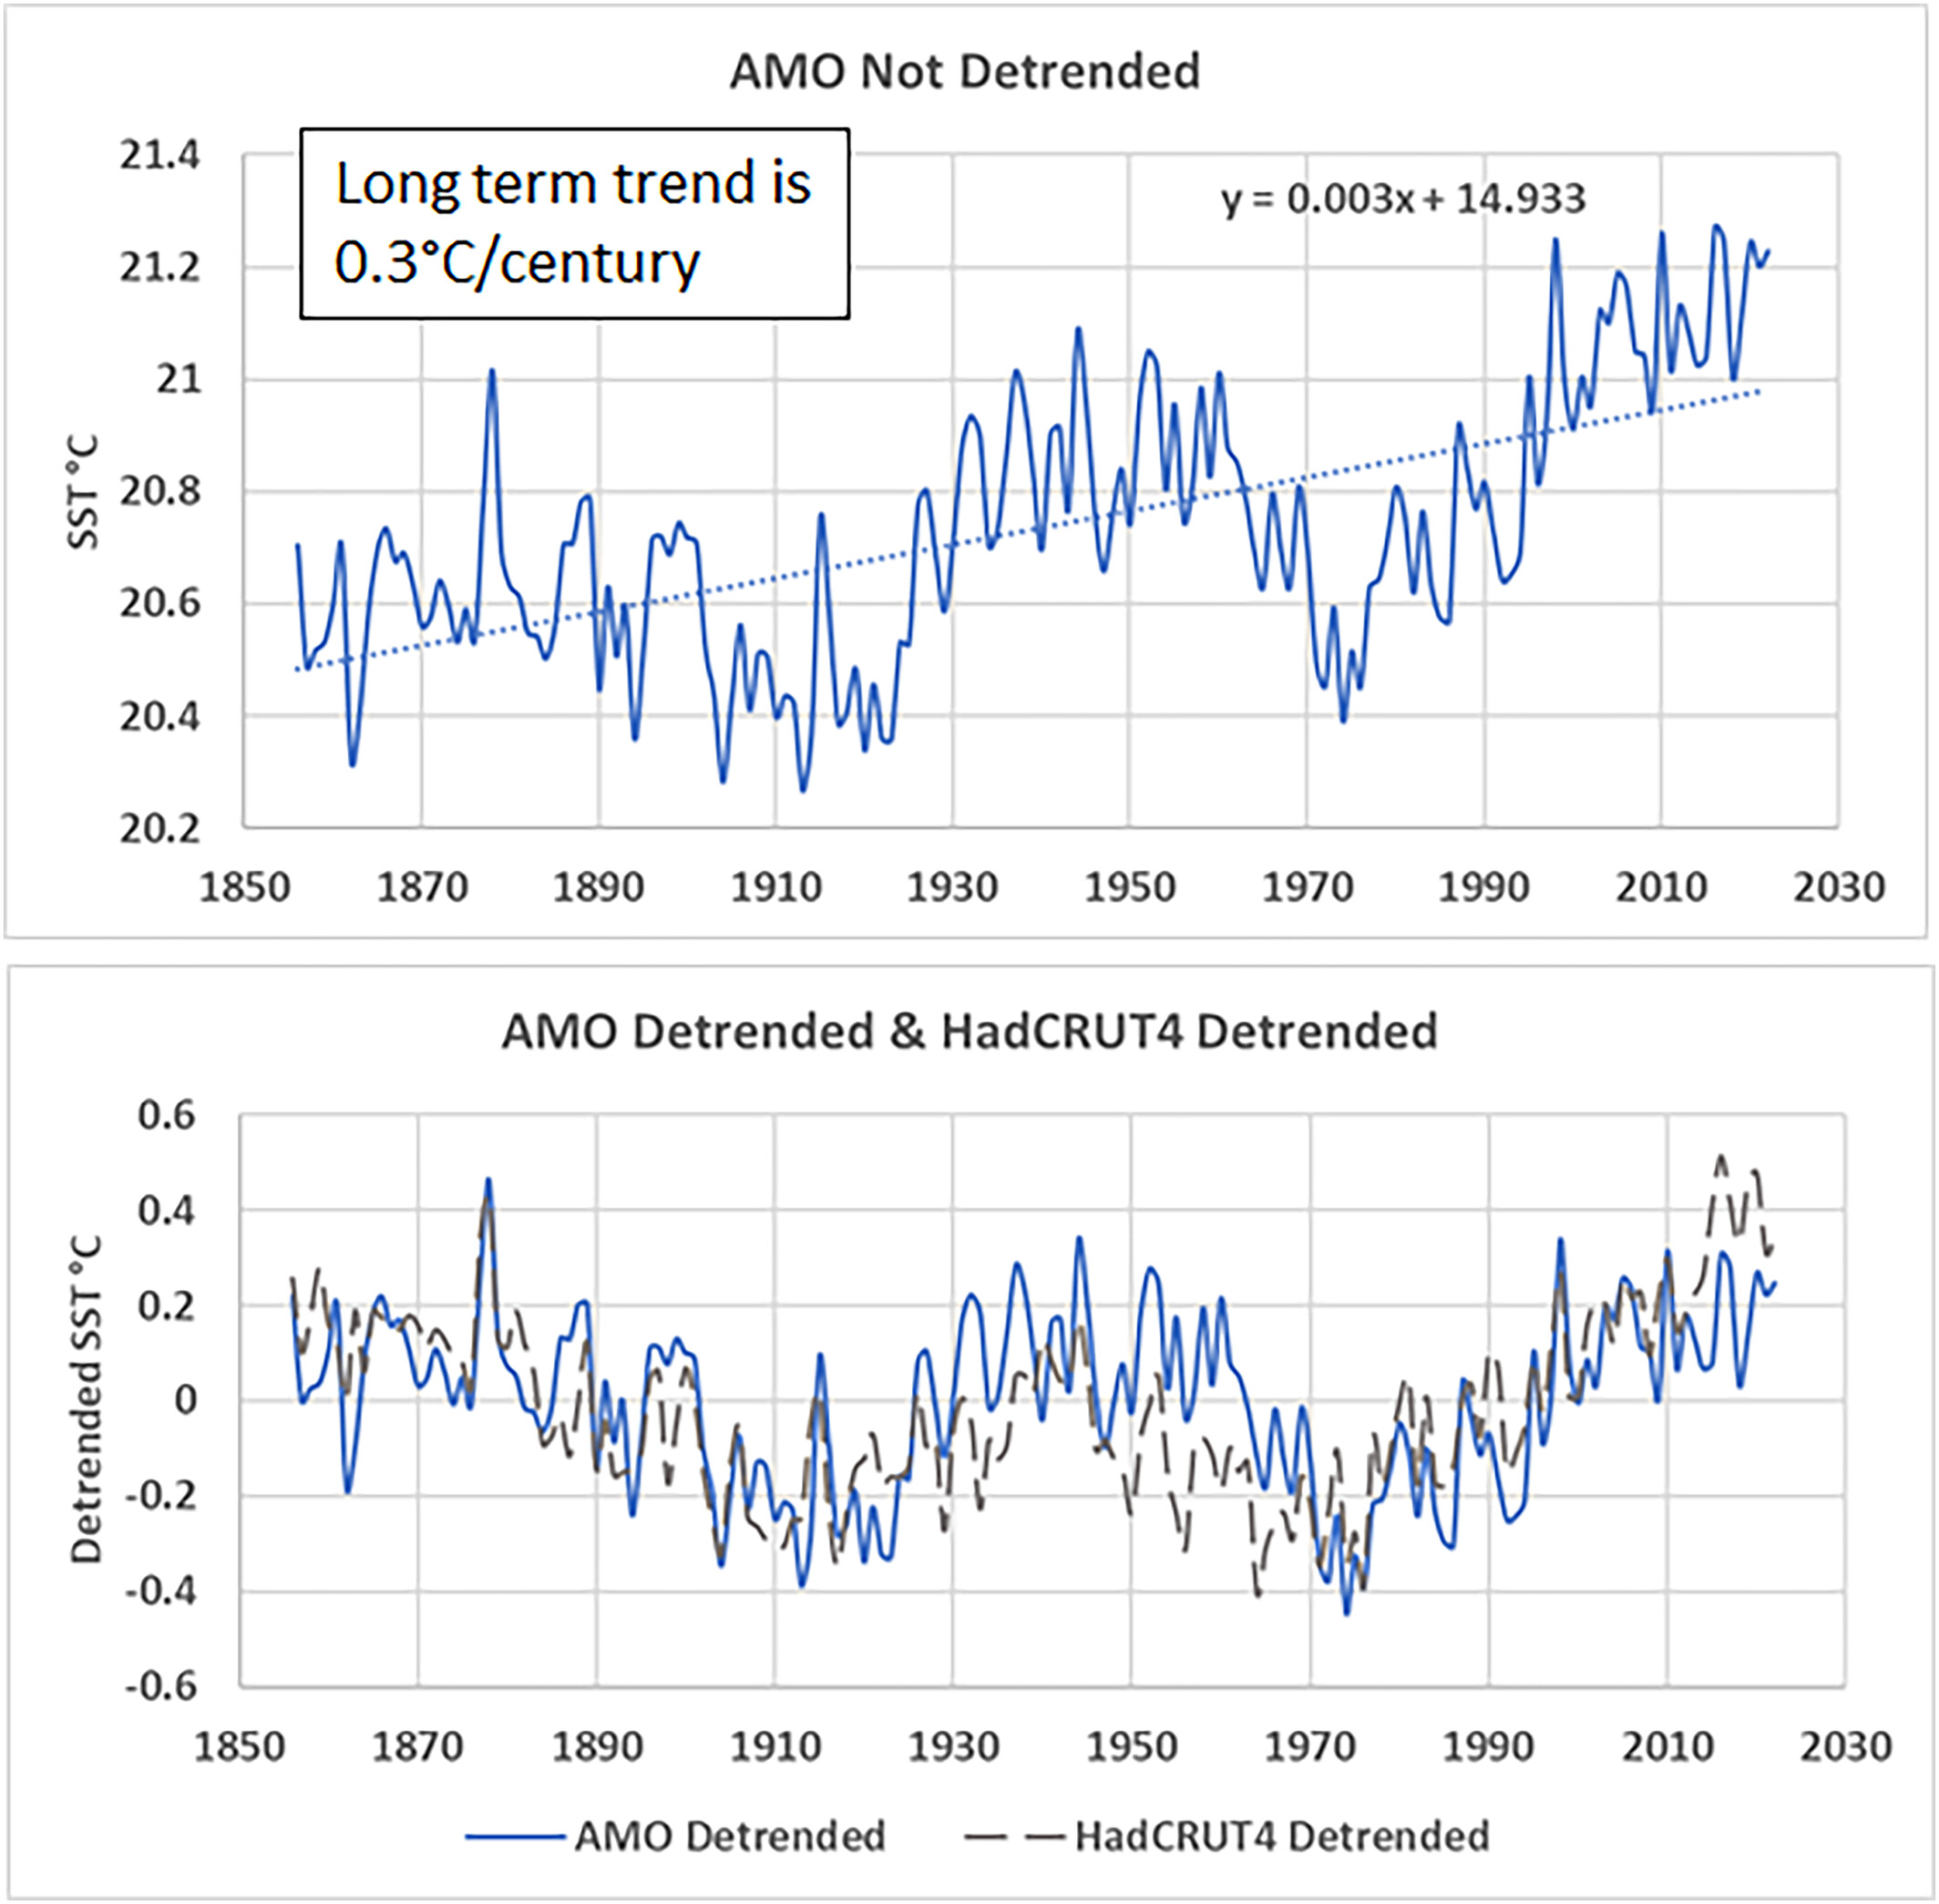 AMO Not Detrended
Long term trend is
0.3°C/century
y = 0.003x + 14.933
21.4
21.2
21
20.8
20.6
20.4
20.2
SST °C
1850 1870 1890 1910 1930 1950 1970 1990 2010 2030
AMO Detrended & HadCRUT4 Detrended
0.6
0.4
0.2
0
-0.2
-0.4
-0.6
Detrended SST °C
1850 1870 1890 1910 1930 1950 1970 1990 2010 2030
AMO Detrended HadCRUT4 Detrended